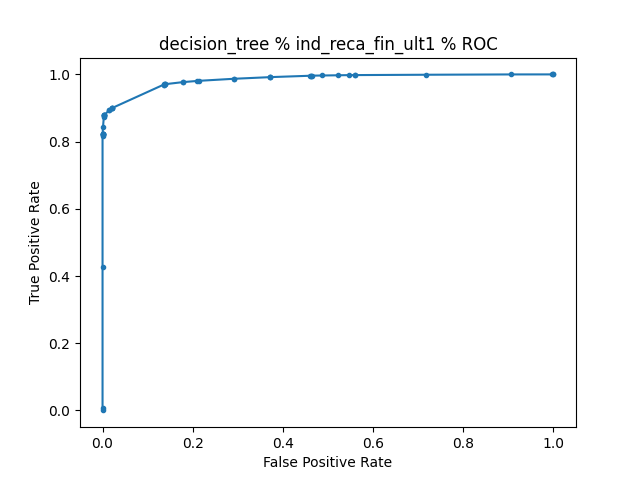 decision_tree % ind_reca_fin_ult1 % ROC
1.0
0.8
0.6
0.4
0.2
0.0
True Positive Rate
0.0 0.2 0.4 0.6 0.8 1.0
False Positive Rate